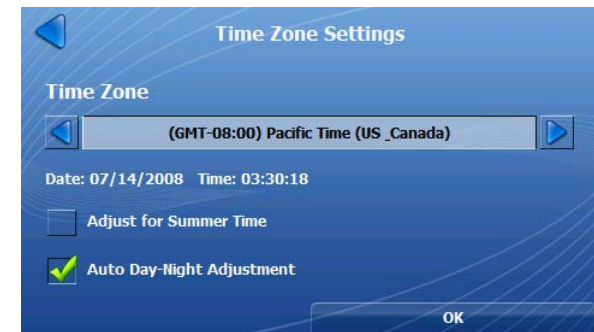 Time Zone Settings
Time Zone
(GMT-08:00) Pacific Time (US _Canada)
Date: 07/14/2008 Time: 03:30:18
Adjust for Summer Time
Auto Day-Night Adjustment
OK